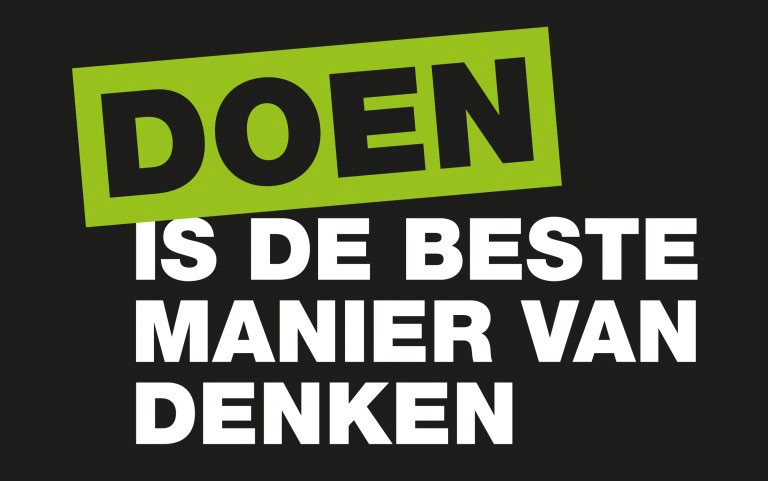 DOEN
IS DE BESTE
MANIER VAN
DENKEN